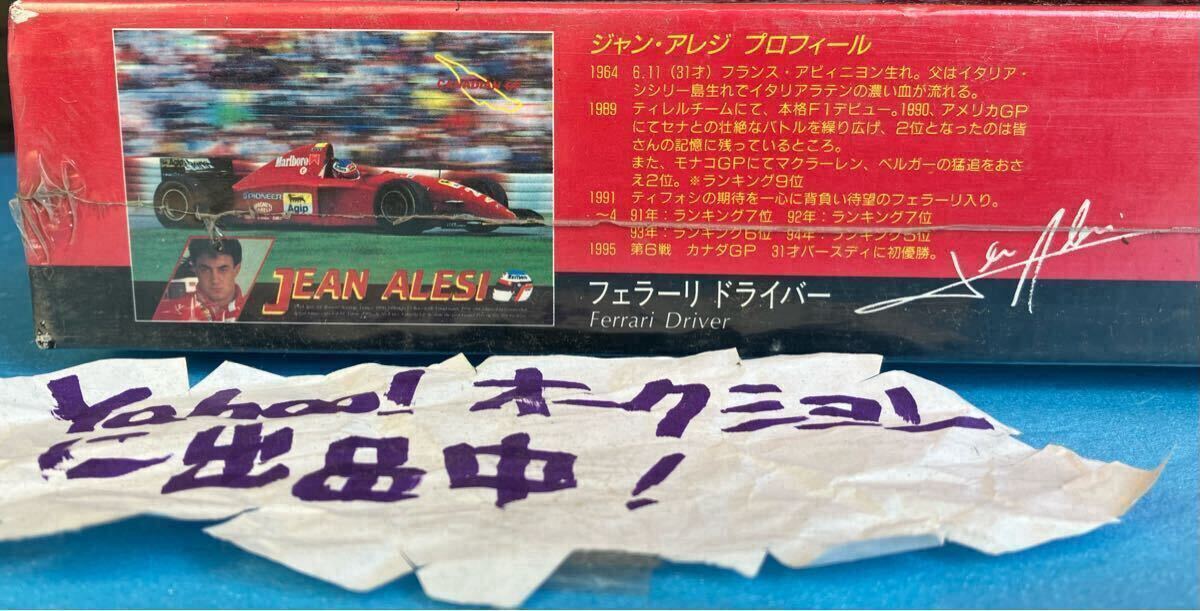 ジャン・アレジ プロフィール
1964 6.11 (31才) フランス・アビィニヨン生れ。父はイタリア・
シシリー島生れでイタリアラテンの濃い血が流れる。
1989 ティレルチームにて、本格F1デビュー。1990、アメリカGP
にてセナとの壮絶なバトルを繰り広げ、2位となったのは皆
さんの記憶に残っているところ。
また、モナコGPにてマクラーレン、ベルガーの猛追をおさ
え2位。※ランキング9位
1991 ティフォシの期待を一心に背負い待望のフェラーリ入り。
〜4 91年：ランキング7位 92年：ランキング7位
93年：ランキング6位 94年：ランキング5位
1995 第6戦 カナダGP 31才バースディに初優勝。
フェラーリ ドライバー
Ferrari Driver
Jean Alesi
CANADIAN GP
Marlboro
PIONEER
Agip
Agip
JEAN ALESI
Yahoo! オークション
に出品中!